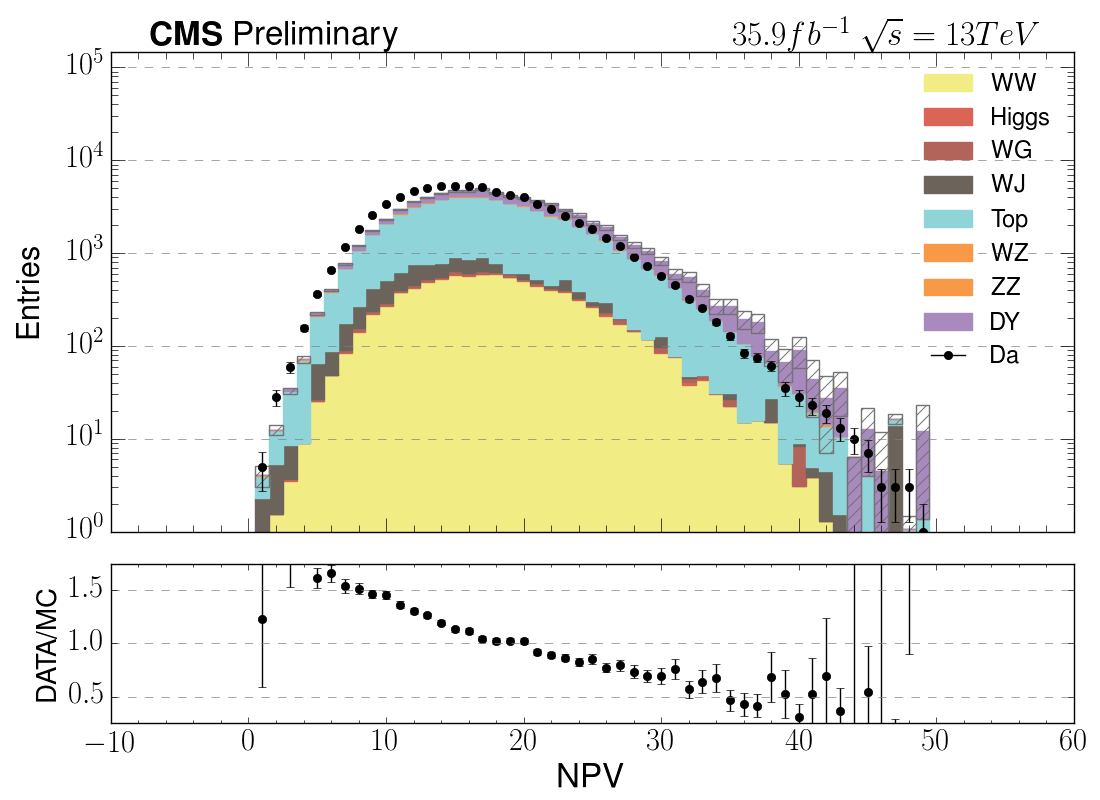 CMS Preliminary 35.9fb⁻¹ √s = 13TeV
10⁵
10⁴
10³
10²
10¹
10⁰
Entries
WW
Higgs
WG
WJ
Top
WZ
ZZ
DY
Da
1.5
1.0
0.5
DATA/MC
−10 0 10 20 30 40 50 60
NPV